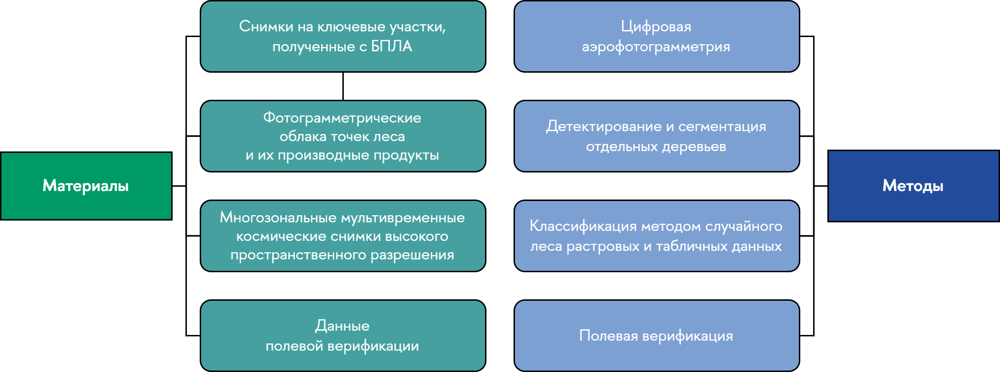 Материалы
Снимки на ключевые участки,
полученные с БПЛА
Фотограмметрические
облака точек леса
и их производные продукты
Многозональные мультивременные
космические снимки высокого
пространственного разрешения
Данные
полевой верификации
Цифровая
аэрофотограмметрия
Детектирование и сегментация
отдельных деревьев
Классификация методом случайного
леса растровых и табличных данных
Полевая верификация
Методы